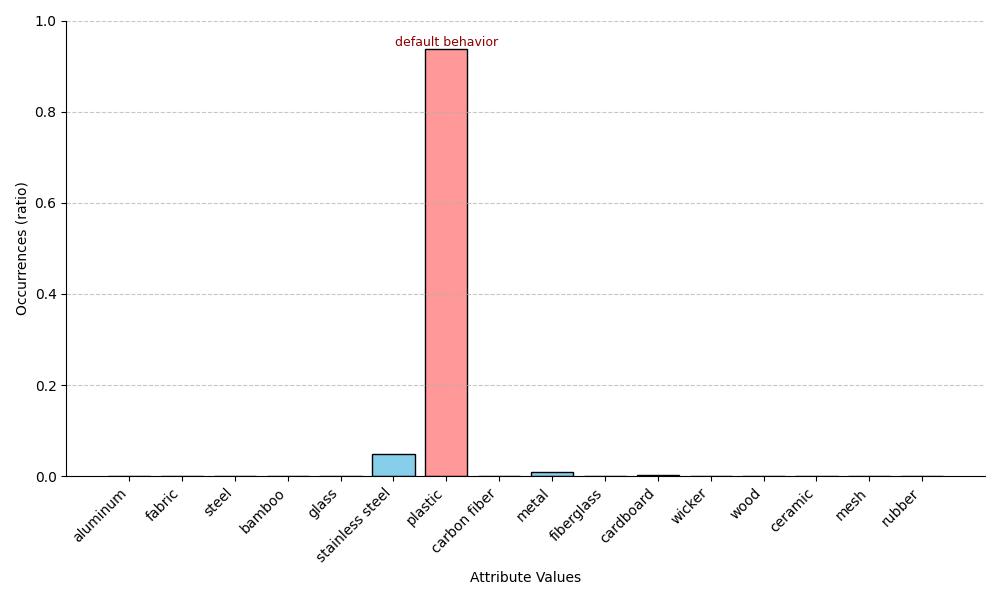 default behavior
1.0
0.8
0.6
0.4
0.2
0.0
Occurrences (ratio)
aluminum
fabric
steel
bamboo
glass
stainless steel
plastic
carbon fiber
metal
fiberglass
cardboard
wicker
wood
ceramic
mesh
rubber
Attribute Values